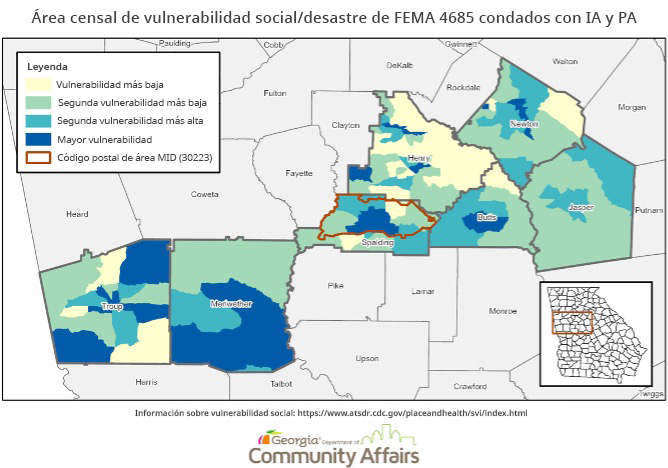 Área censal de vulnerabilidad social/desastre de FEMA 4685 condados con IA y PA
Paulding
Cobb
Gwinnett
Walton
DeKalb
Leyenda
Vulnerabilidad más baja
Segunda vulnerabilidad más baja
Segunda vulnerabilidad más alta
Mayor vulnerabilidad
Código postal de área MID (30223)
Fulton
Rockdale
Morgan
Clayton
Newton
Henry
Fayette
Coweta
Heard
Jasper
Putnam
Butts
Spalding
Pike
Lamar
Monroe
Troup
Meriwether
Upson
Harris
Talbot
Crawford
Twiggs
Información sobre vulnerabilidad social: https://www.atsdr.cdc.gov/placeandhealth/svi/index.html
Georgia Department of
Community Affairs